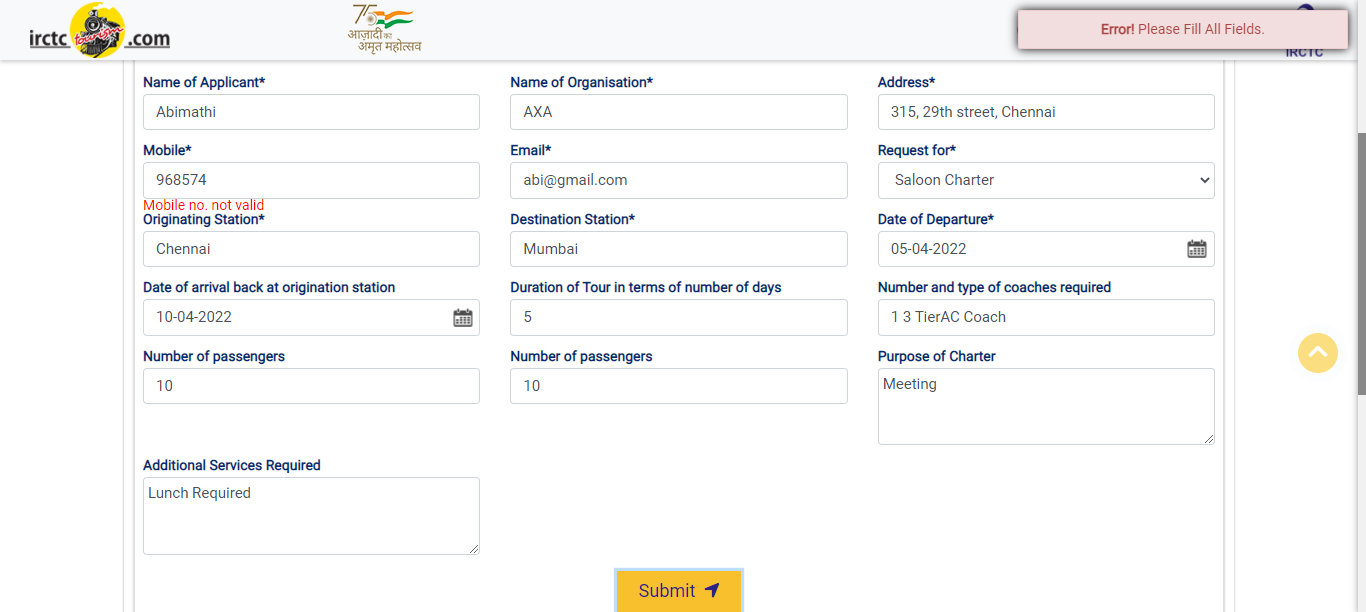 irctc tourism .com
75
आज़ादी का
अमृत महोत्सव
Error! Please Fill All Fields.
IRCTC
Name of Applicant*
Name of Organisation*
Address*
Abimathi
AXA
315, 29th street, Chennai
Mobile*
Email*
Request for*
968574
abi@gmail.com
Saloon Charter
Mobile no. not valid
Originating Station*
Destination Station*
Date of Departure*
Chennai
Mumbai
05-04-2022
Date of arrival back at origination station
Duration of Tour in terms of number of days
Number and type of coaches required
10-04-2022
5
1 3 TierAC Coach
Number of passengers
Number of passengers
Purpose of Charter
10
10
Meeting
Additional Services Required
Lunch Required
Submit